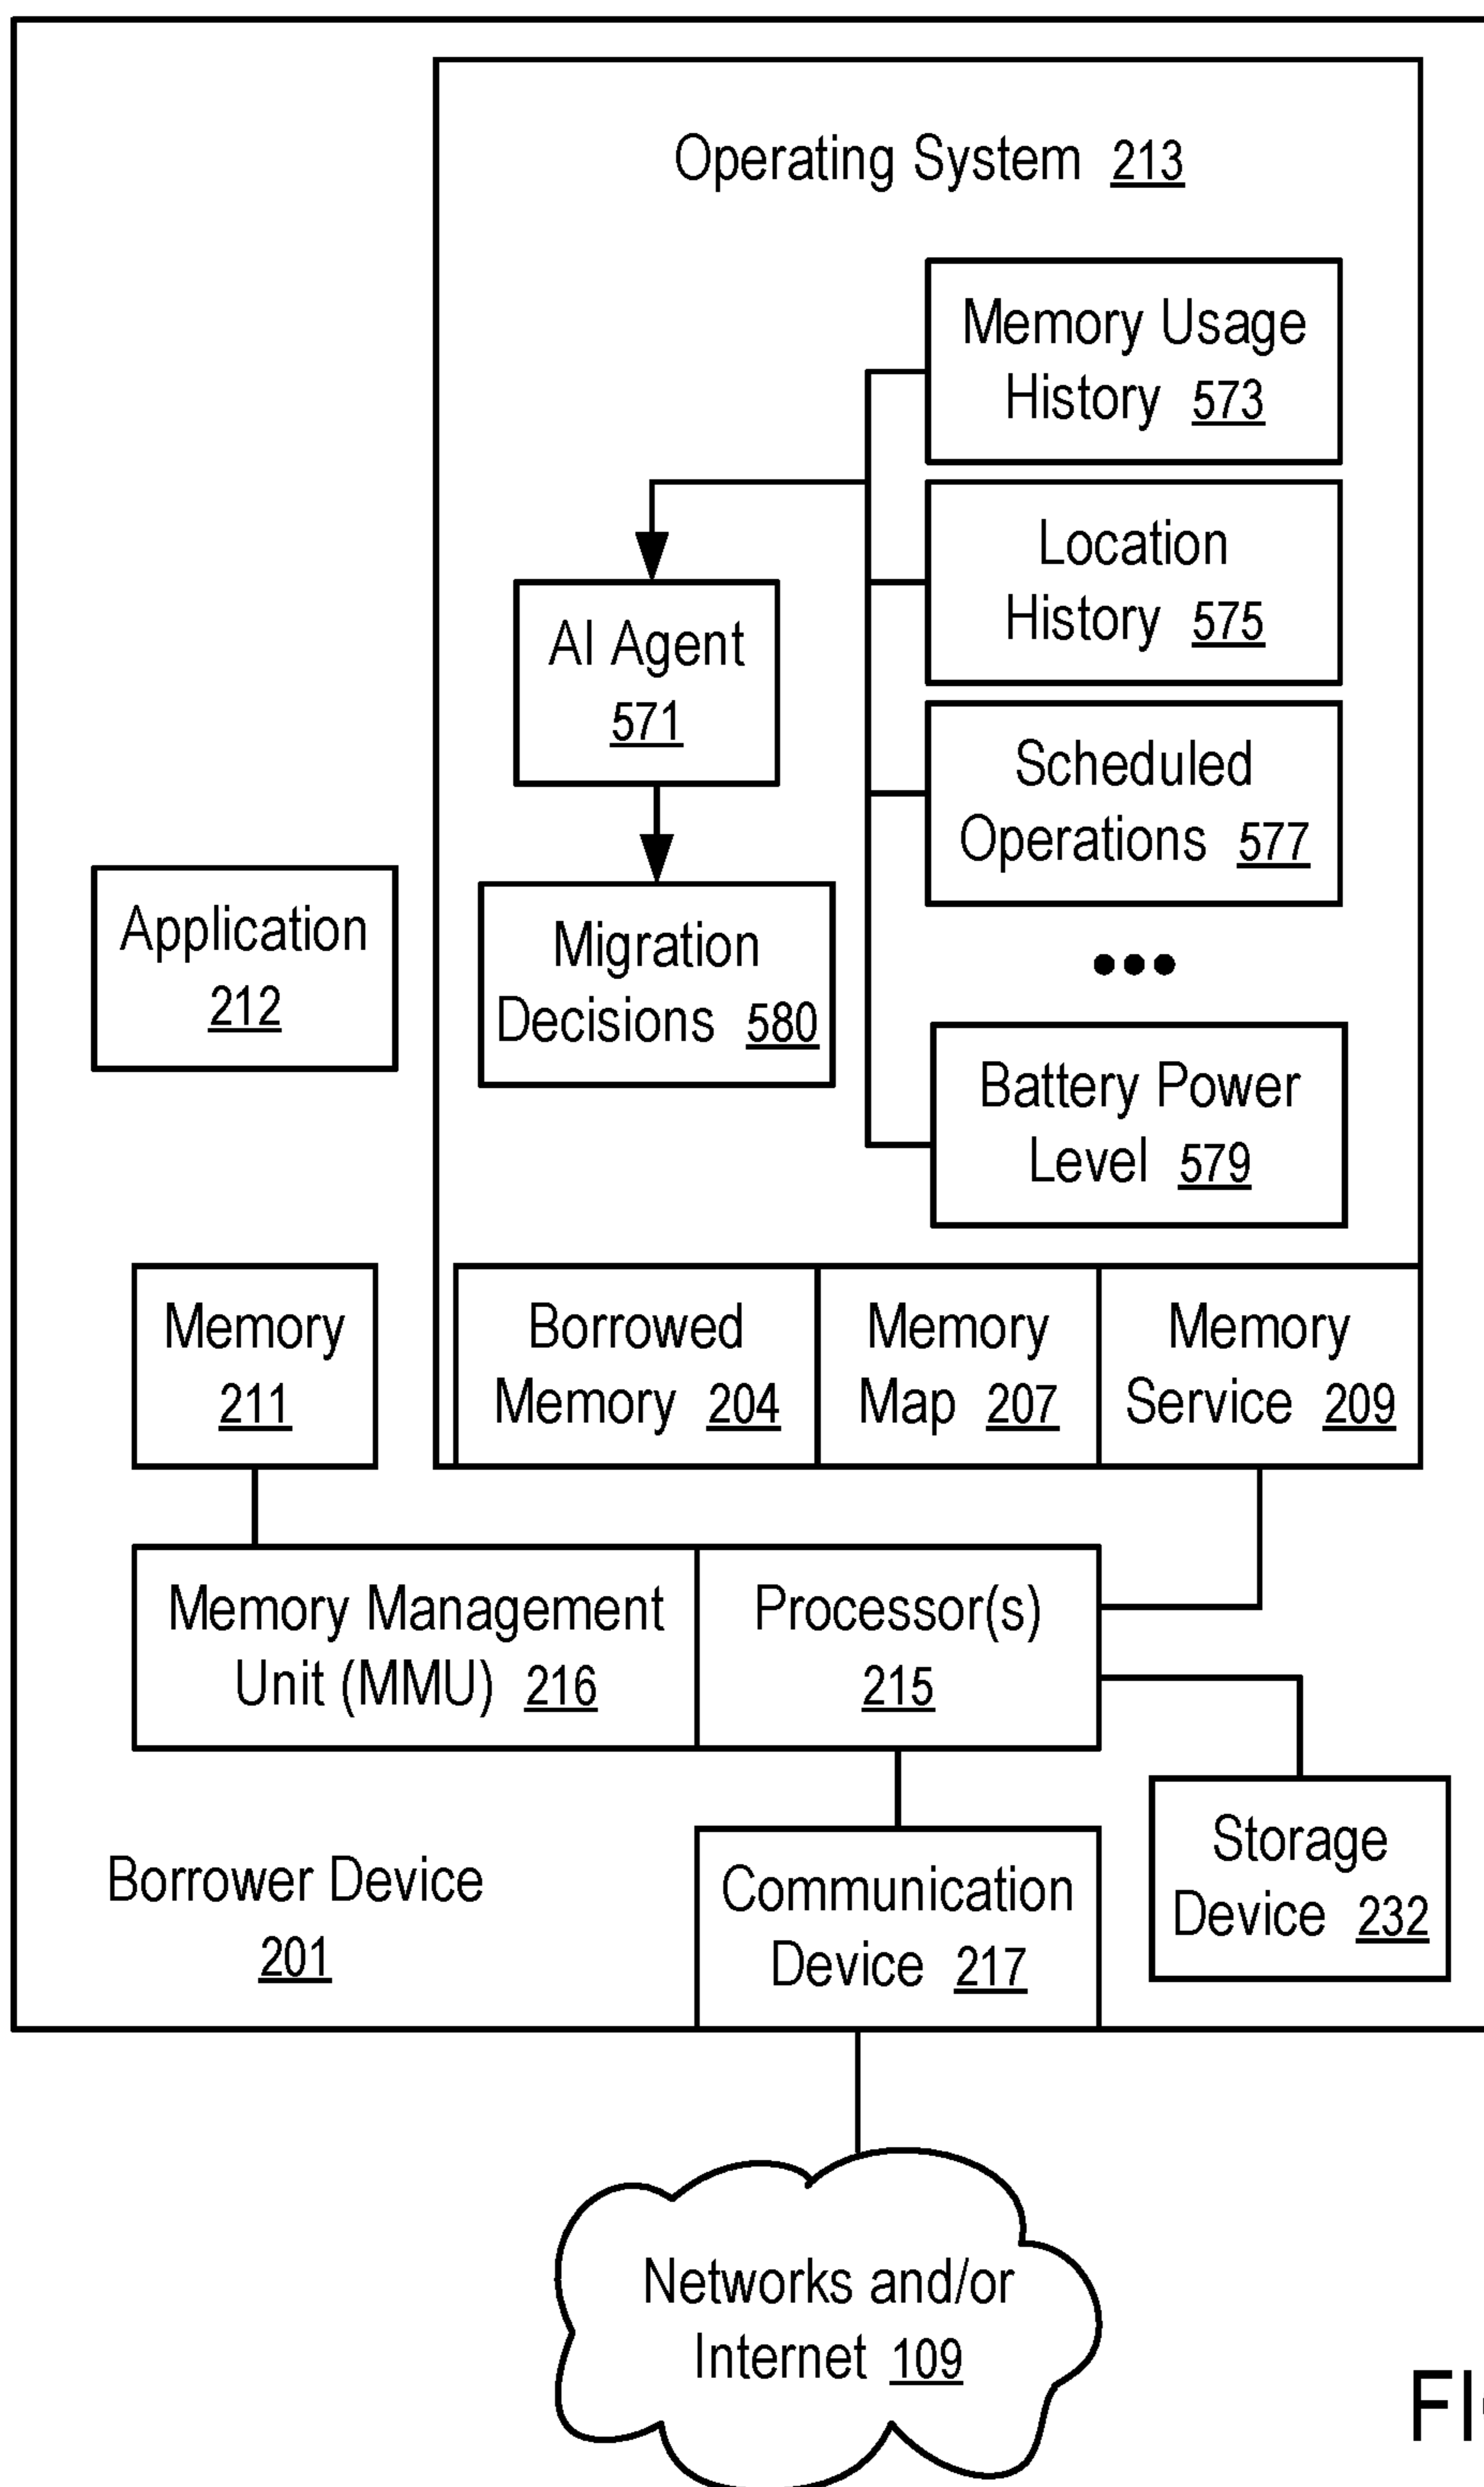 Operating System 213
Memory Usage
History 573
Location
History 575
AI Agent
571
Scheduled
Operations 577
Application
212
Migration
Decisions 580
Battery Power
Level 579
Memory
211
Borrowed
Memory 204
Memory
Map 207
Memory
Service 209
Memory Management
Unit (MMU) 216
Processor(s)
215
Borrower Device
201
Communication
Device 217
Storage
Device 232
Networks and/or
Internet 109